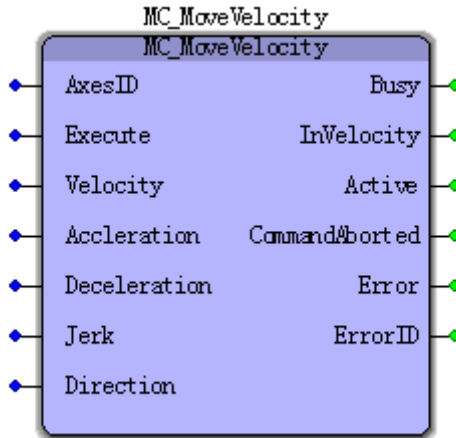 MC_MoveVelocity
MC_MoveVelocity
AxesID Busy
Execute InVelocity
Velocity Active
Accleration CommandAborted
Deceleration Error
Jerk ErrorID
Direction